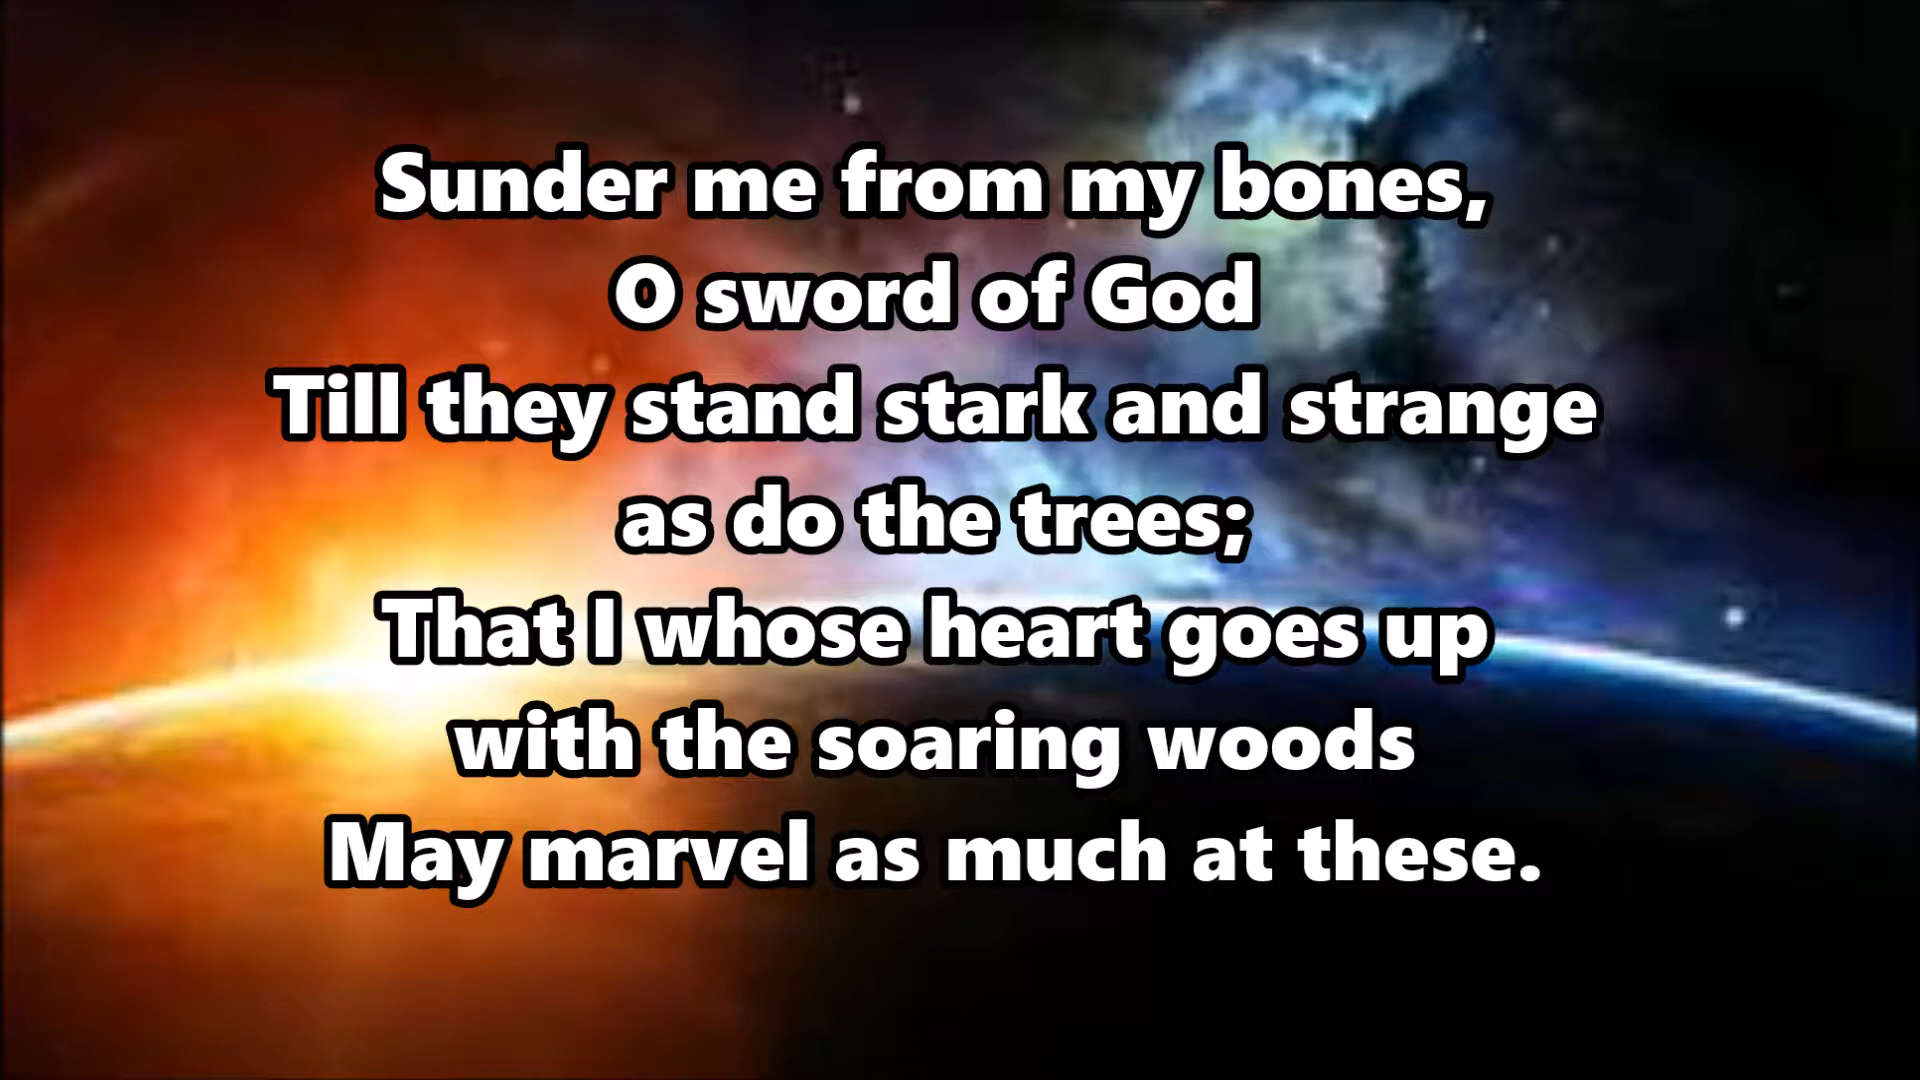 Sunder me from my bones,
O sword of God
Till they stand stark and strange
as do the trees;
That I whose heart goes up
with the soaring woods
May marvel as much at these.